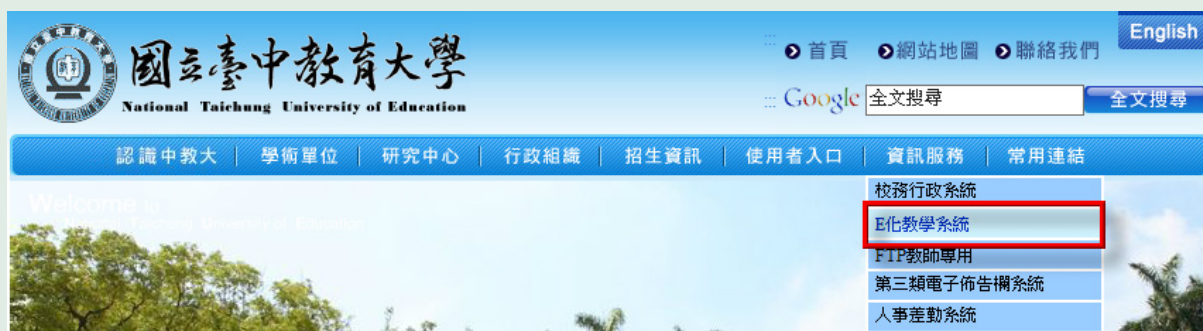 English
國立臺中教育大學
National Taichung University of Education
首頁 網站地圖 聯絡我們
Google 全文搜尋 全文搜尋
認識中教大 | 學術單位 | 研究中心 | 行政組織 | 招生資訊 | 使用者入口 | 資訊服務 | 常用連結
校務行政系統
Welcome to
E化教學系統
National Taichung University of Education
FTP教師專用
第三類電子佈告欄系統
人事差勤系統